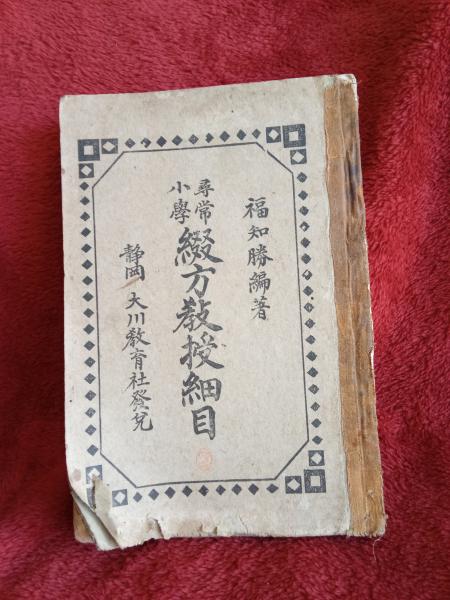 福知勝編著
尋常
小學
綴方教授細目
静岡 大川教育社發兌